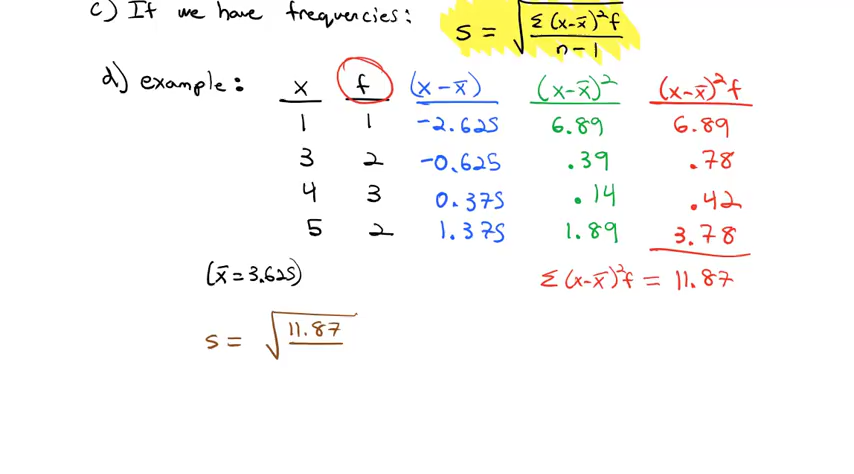 c) If we have frequencies: s = √(Σ(x-x̄)²f / n-1)
d) example: x f (x-x̄) (x-x̄)² (x-x̄)²f
1 1 -2.625 6.89 6.89
3 2 -0.625 .39 .78
4 3 0.375 .14 .42
5 2 1.375 1.89 3.78
(x̄=3.625) Σ(x-x̄)²f = 11.87
s = √11.87